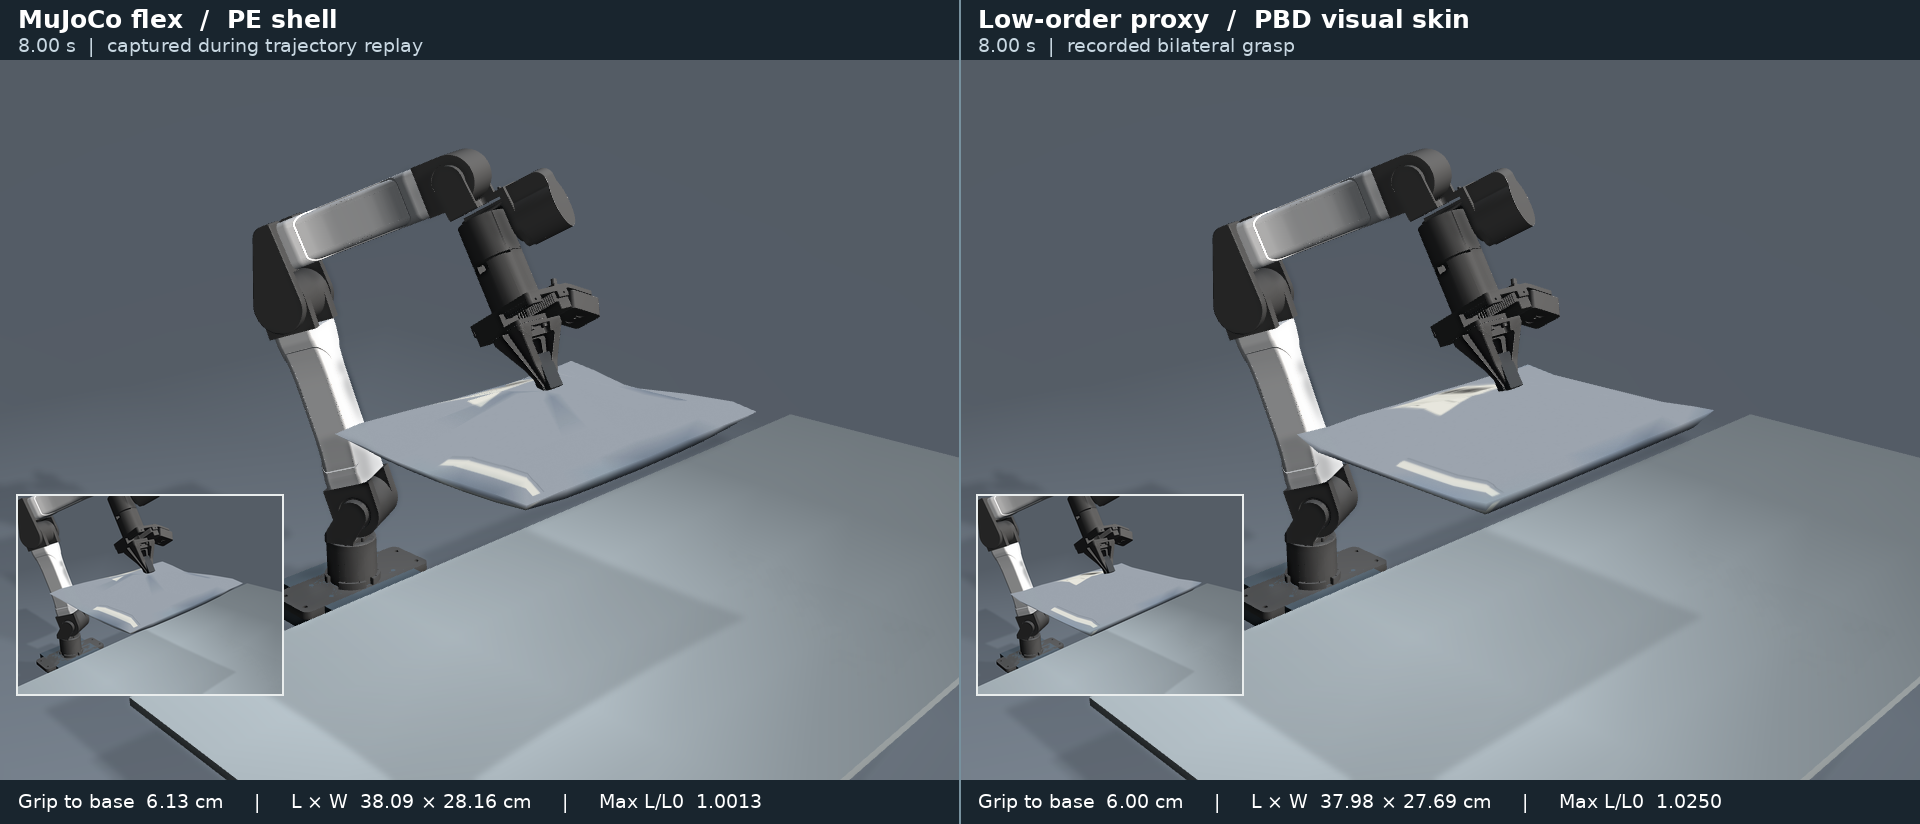 MuJoCo flex / PE shell
8.00 s | captured during trajectory replay
Low-order proxy / PBD visual skin
8.00 s | recorded bilateral grasp
Grip to base 6.13 cm | L × W 38.09 × 28.16 cm | Max L/L0 1.0013
Grip to base 6.00 cm | L × W 37.98 × 27.69 cm | Max L/L0 1.0250